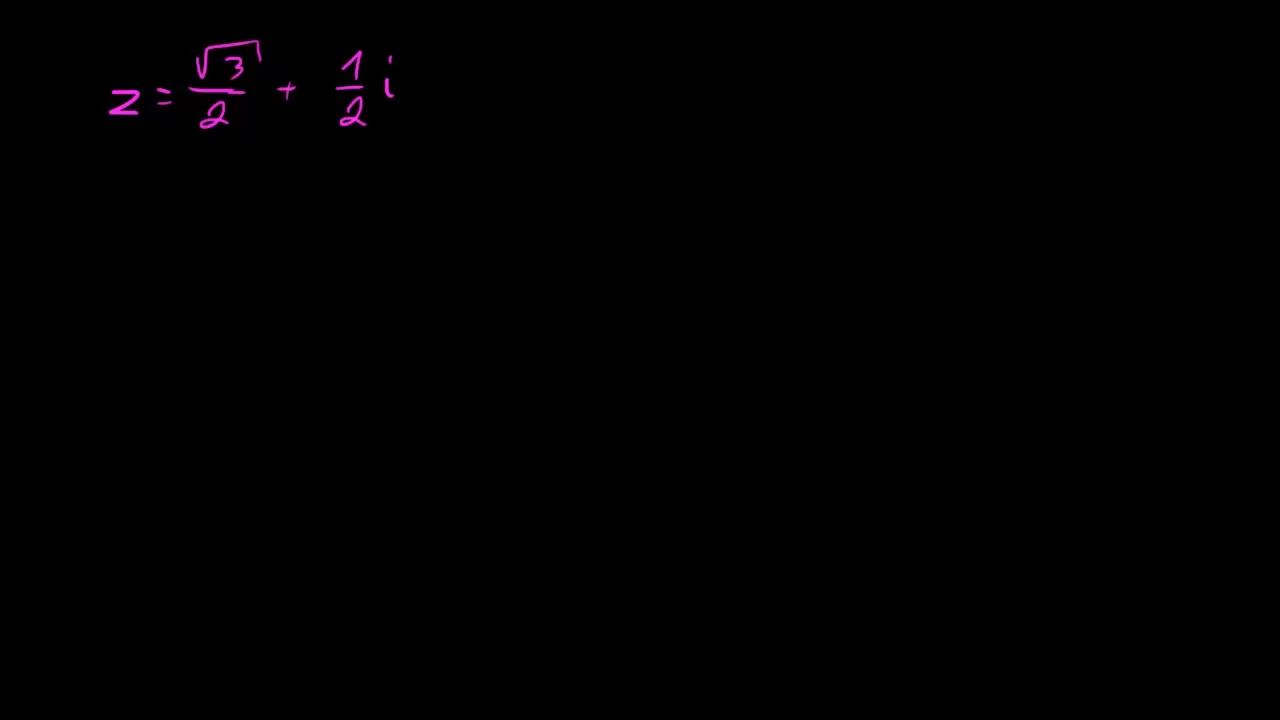 z = √3/2 + 1/2 i